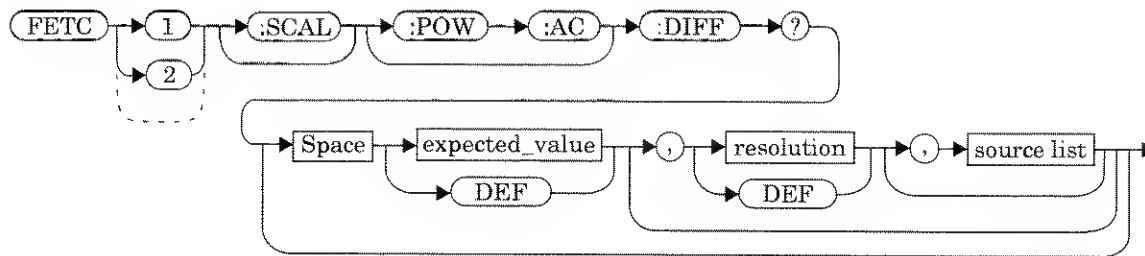 FETC 1 :SCAL :POW :AC :DIFF ?
2
Space expected_value , resolution , source list
DEF DEF